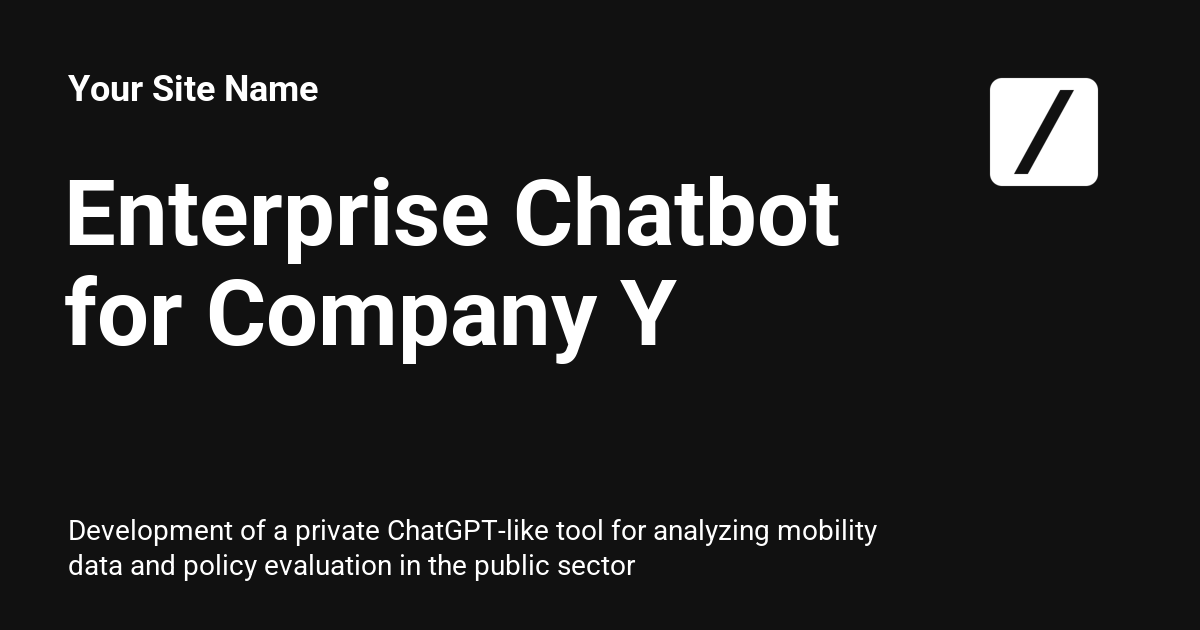 Your Site Name
Enterprise Chatbot
for Company Y
Development of a private ChatGPT-like tool for analyzing mobility
data and policy evaluation in the public sector